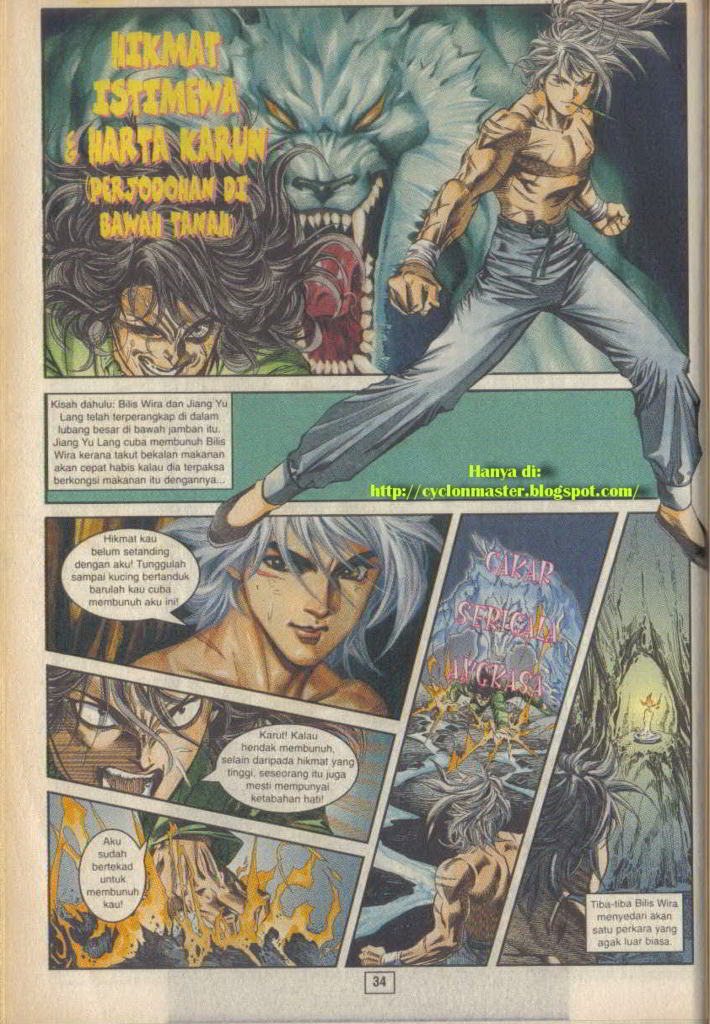 HIKMAT
ISTIMEWA
& HARTA KARUN
(PERJODOHAN DI
BAWAH TANAH)
Kisah dahulu: Bilis Wira dan Jiang Yu
Lang telah terperangkap di dalam
lubang besar di bawah jamban itu.
Jiang Yu Lang cuba membunuh Bilis
Wira kerana takut bekalan makanan
akan cepat habis kalau dia terpaksa
berkongsi makanan itu dengannya...
Hanya di:
http://cyclonmaster.blogspot.com/
Hikmat kau
belum setanding
dengan aku! Tunggulah
sampai kucing bertanduk
barulah kau cuba
membunuh aku ini!
CAKAR
SERIGALA
ANGKASA
Karut! Kalau
hendak membunuh,
selain daripada hikmat yang
tinggi, seseorang itu juga
mesti mempunyai
ketabahan hati!
Aku
sudah
bertekad
untuk
membunuh
kau!
Tiba-tiba Bilis Wira
menyedari akan
satu perkara yang
agak luar biasa.
34